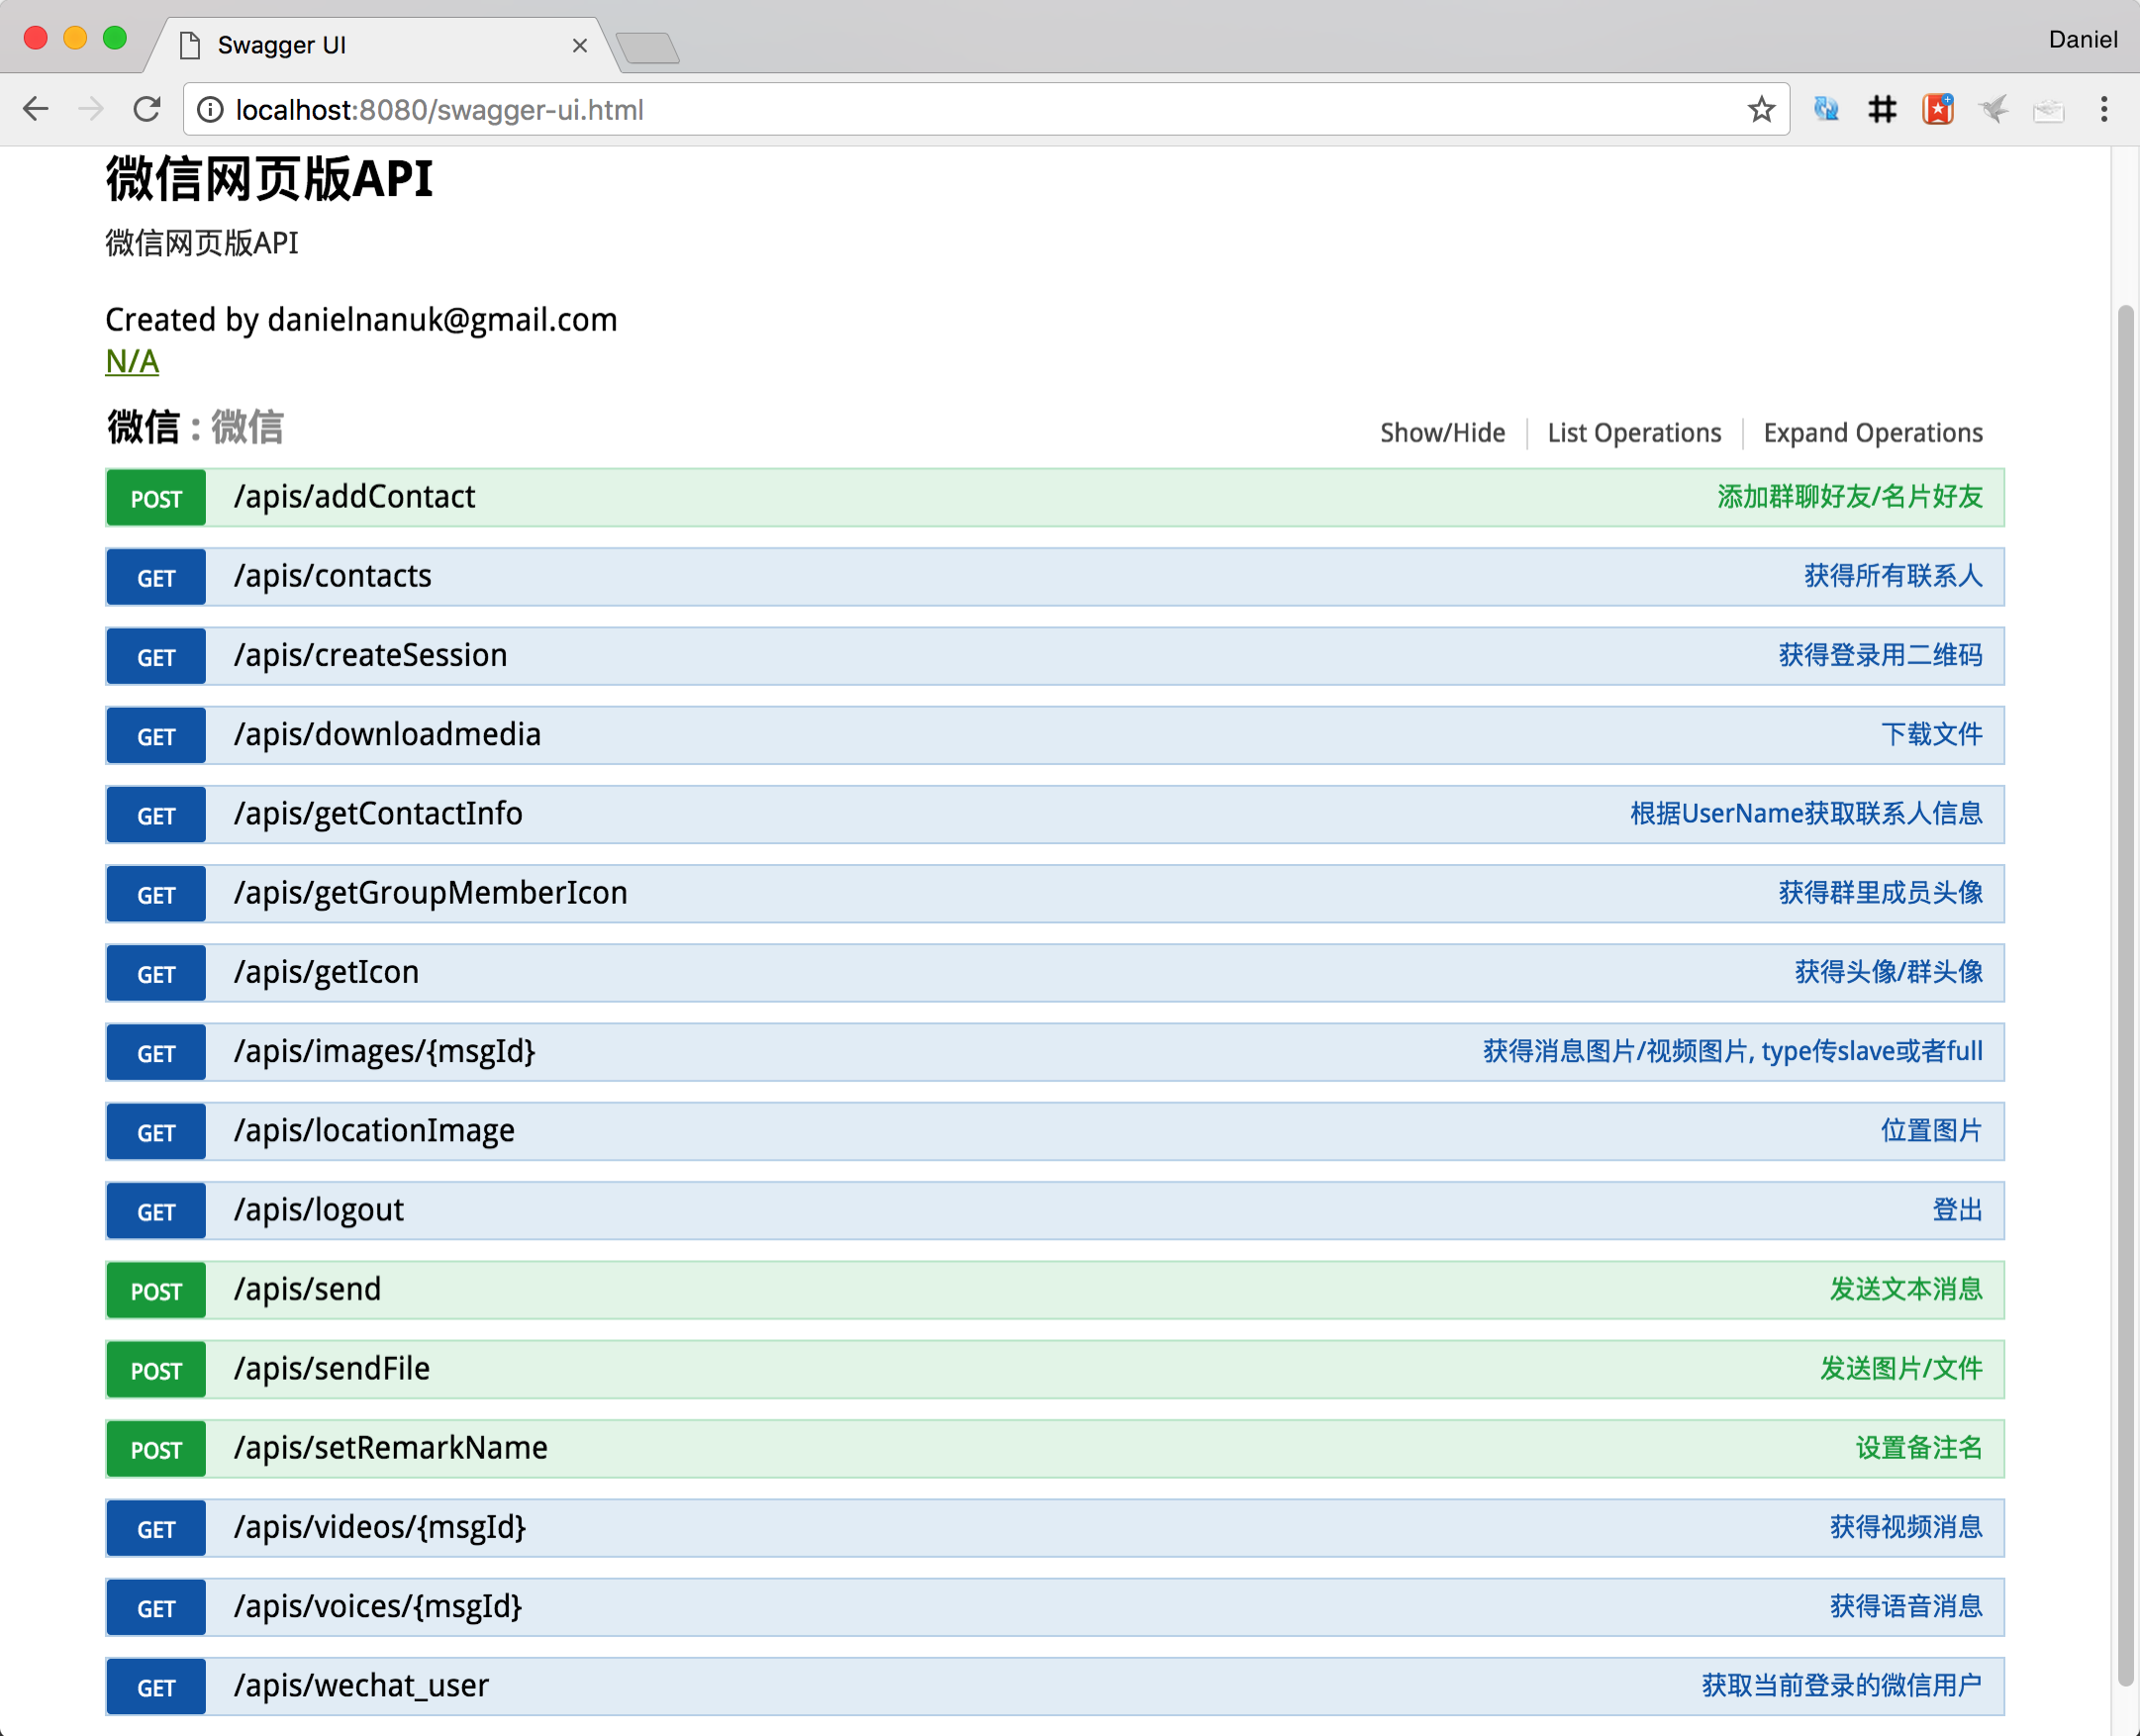 Swagger UI
Daniel
localhost:8080/swagger-ui.html
微信网页版API
微信网页版API
Created by danielnanuk@gmail.com
N/A
微信 : 微信
Show/Hide
List Operations
Expand Operations
POST /apis/addContact 添加群聊好友/名片好友
GET /apis/contacts 获得所有联系人
GET /apis/createSession 获得登录用二维码
GET /apis/downloadmedia 下载文件
GET /apis/getContactInfo 根据UserName获取联系人信息
GET /apis/getGroupMemberIcon 获得群里成员头像
GET /apis/getIcon 获得头像/群头像
GET /apis/images/{msgId} 获得消息图片/视频图片, type传slave或者full
GET /apis/locationImage 位置图片
GET /apis/logout 登出
POST /apis/send 发送文本消息
POST /apis/sendFile 发送图片/文件
POST /apis/setRemarkName 设置备注名
GET /apis/videos/{msgId} 获得视频消息
GET /apis/voices/{msgId} 获得语音消息
GET /apis/wechat_user 获取当前登录的微信用户